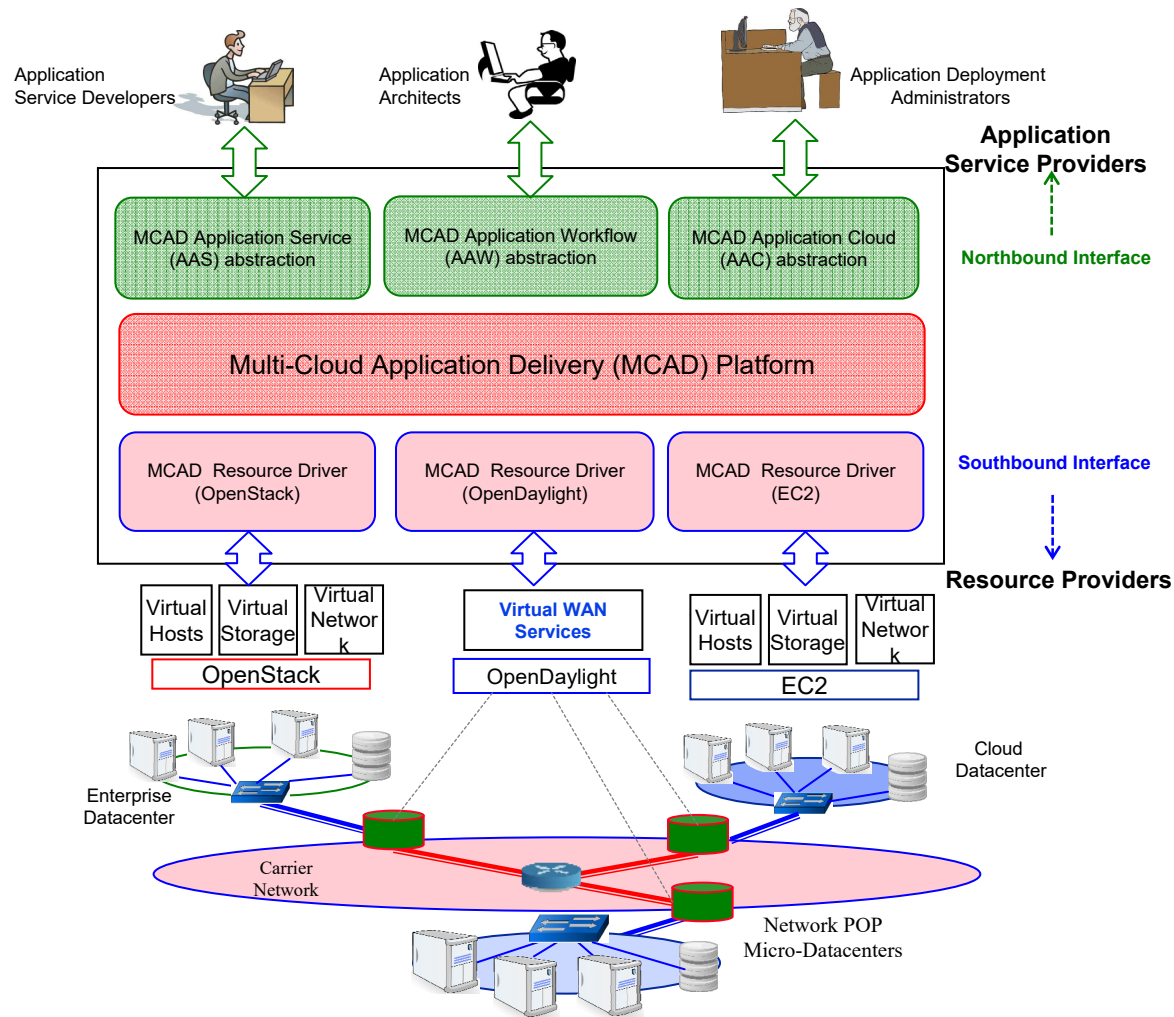 Application
Service Developers
Application
Architects
Application Deployment
Administrators
Application
Service Providers
MCAD Application Service
(AAS) abstraction
MCAD Application Workflow
(AAW) abstraction
MCAD Application Cloud
(AAC) abstraction
Northbound Interface
Multi-Cloud Application Delivery (MCAD) Platform
MCAD  Resource Driver
(OpenStack)
MCAD  Resource Driver
(OpenDaylight)
MCAD  Resource Driver
(EC2)
Southbound Interface
Resource Providers
Virtual
Hosts
Virtual
Storage
Virtual
Networ
k
OpenStack
Virtual WAN
Services
OpenDaylight
Virtual
Hosts
Virtual
Storage
Virtual
Networ
k
EC2
Enterprise
Datacenter
Cloud
Datacenter
Carrier
Network
Network POP
Micro-Datacenters